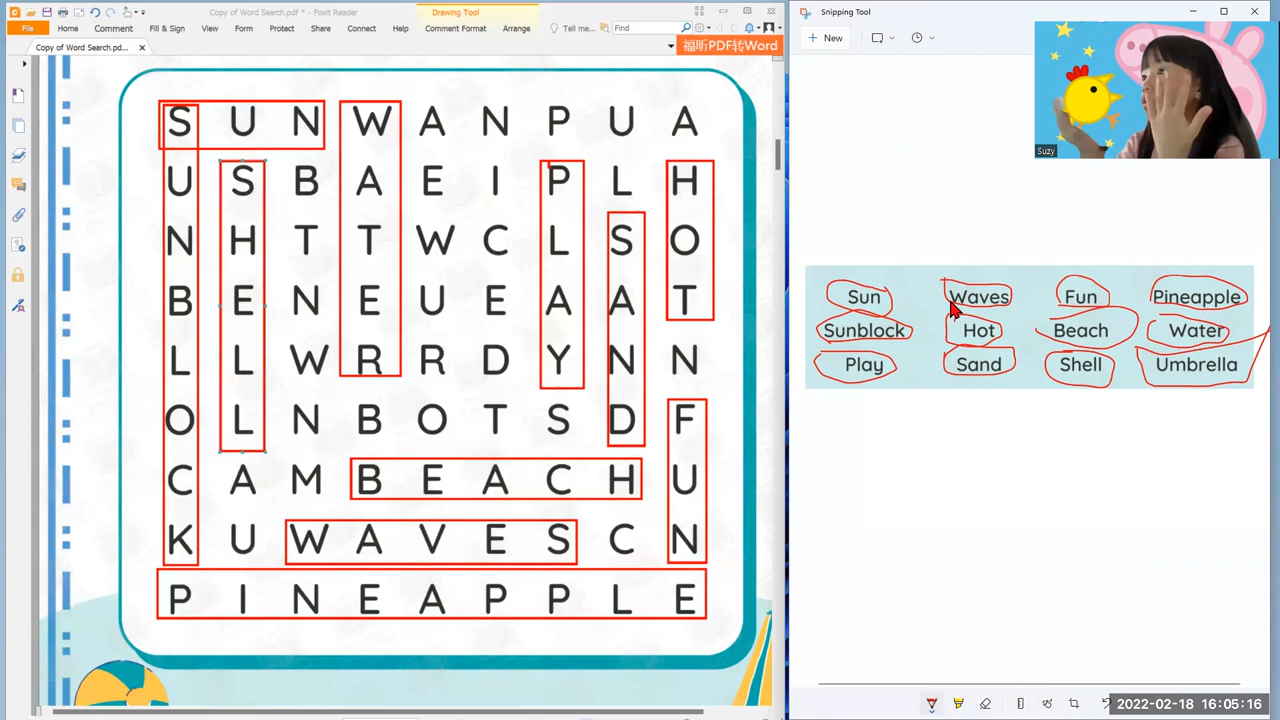 Copy of Word Search.pdf * - Foxit Reader
Drawing Tool
File Home Comment Fill & Sign View Form Protect Share Connect Help Comment Format Arrange Tell me... Find
Copy of Word Search.pd...
福昕PDF转Word
S U N W A N P U A
U S B A E I P L H
N H T T W C L S O
B E N E U E A A T
L L W R R D Y N N
O L N B O T S D F
C A M B E A C H U
K U W A V E S C N
P I N E A P P L E
Snipping Tool
New
Suzy
Sun Waves Fun Pineapple
Sunblock Hot Beach Water
Play Sand Shell Umbrella
2022-02-18 16:05:16